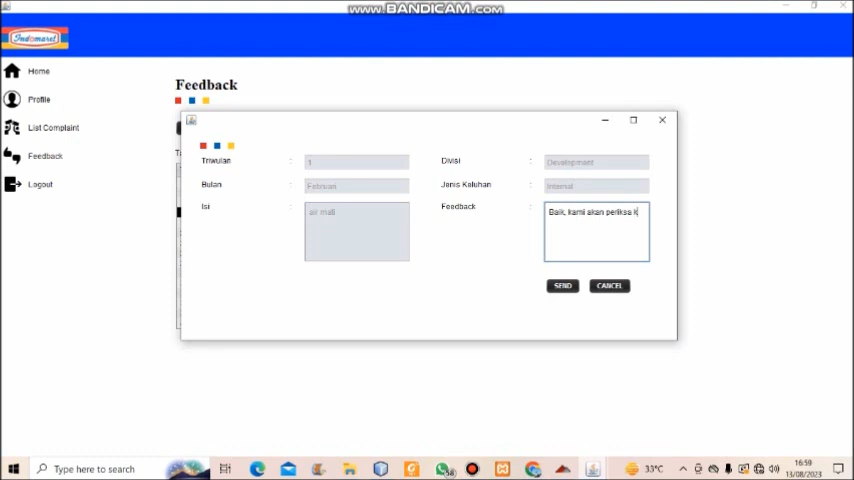 www.BANDICAM.com
Indomaret
Home
Profile
List Complaint
Feedback
Logout
Feedback
Triwulan : 1
Divisi : Development
Bulan : Februari
Jenis Keluhan : Internal
Isi : air mati
Feedback : Baik, kami akan periksa k
SEND CANCEL
Type here to search
58
33°C
16:59
13/08/2023